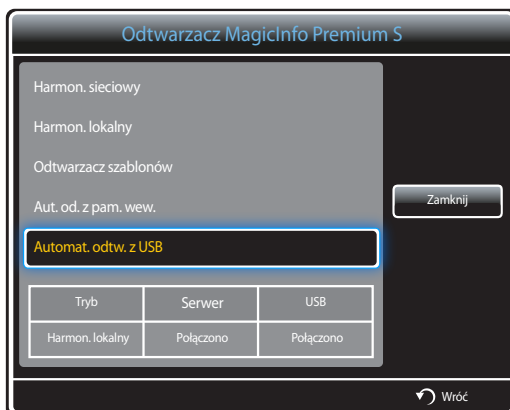 Odtwarzacz MagicInfo Premium S
Harmon. sieciowy
Harmon. lokalny
Odtwarzacz szablonów
Aut. od. z pam. wew.
Zamknij
Automat. odtw. z USB
Tryb Serwer USB
Harmon. lokalny Połączono Połączono
Wróć